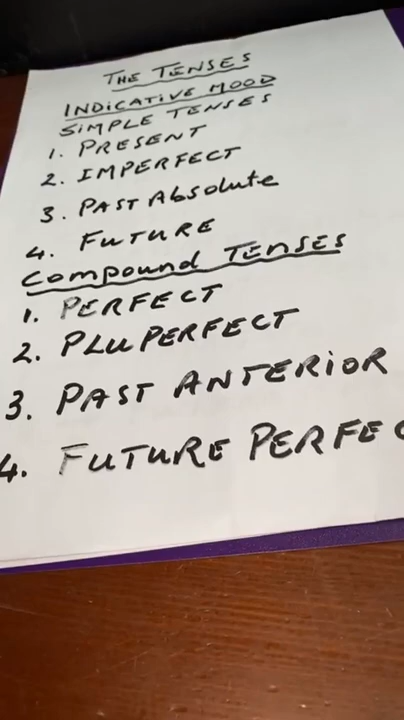 THE TENSES
INDICATIVE MOOD
SIMPLE TENSES
1. PRESENT
2. IMPERFECT
3. PAST Absolute
4. FUTURE
Compound TENSES
1. PERFECT
2. PLUPERFECT
3. PAST ANTERIOR
4. FUTURE PERFEC